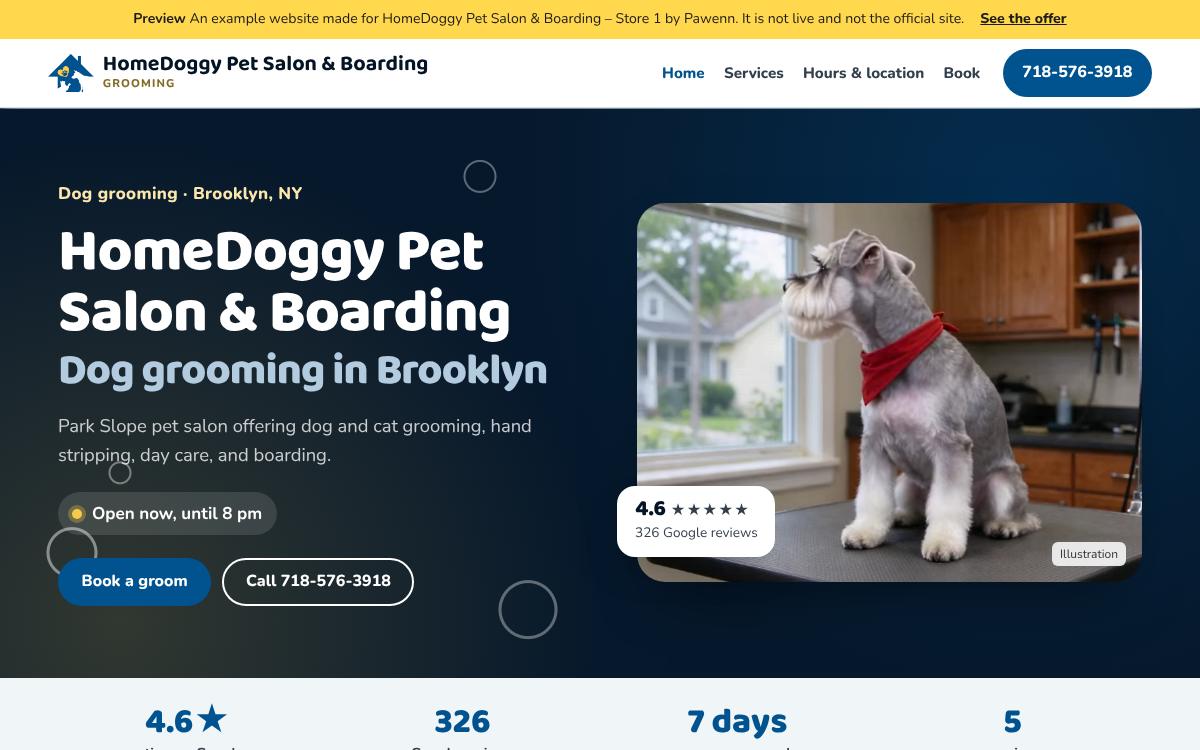 Preview An example website made for HomeDoggy Pet Salon & Boarding – Store 1 by Pawenn. It is not live and not the official site. See the offer
HomeDoggy Pet Salon & Boarding
GROOMING
Home Services Hours & location Book 718-576-3918
Dog grooming · Brooklyn, NY
HomeDoggy Pet
Salon & Boarding
Dog grooming in Brooklyn
Park Slope pet salon offering dog and cat grooming, hand
stripping, day care, and boarding.
Open now, until 8 pm
Book a groom Call 718-576-3918
4.6 ★★★★★
326 Google reviews
Illustration
4.6★ 326 7 days 5